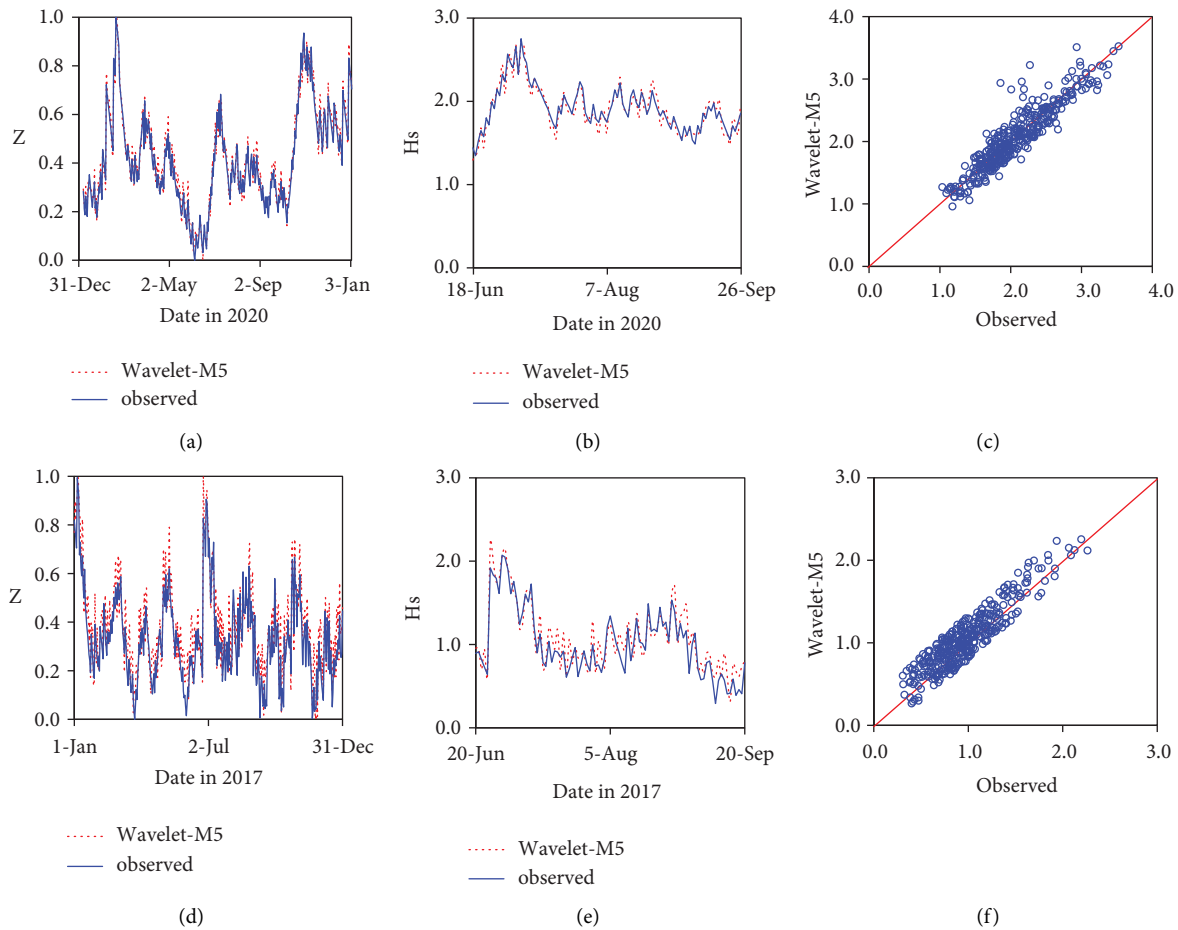 1.0
0.8
0.6
Z
0.4
0.2
0.0
31-Dec 2-May 2-Sep 3-Jan
Date in 2020
Wavelet-M5
observed
(a)
3.0
2.0
Hs
1.0
0.0
18-Jun 7-Aug 26-Sep
Date in 2020
Wavelet-M5
observed
(b)
4.0
3.0
Wavelet-M5
2.0
1.0
0.0
0.0 1.0 2.0 3.0 4.0
Observed
(c)
1.0
0.8
0.6
Z
0.4
0.2
0.0
1-Jan 2-Jul 31-Dec
Date in 2017
Wavelet-M5
observed
(d)
3.0
2.0
Hs
1.0
0.0
20-Jun 5-Aug 20-Sep
Date in 2017
Wavelet-M5
observed
(e)
3.0
2.0
Wavelet-M5
1.0
0.0
0.0 1.0 2.0 3.0
Observed
(f)